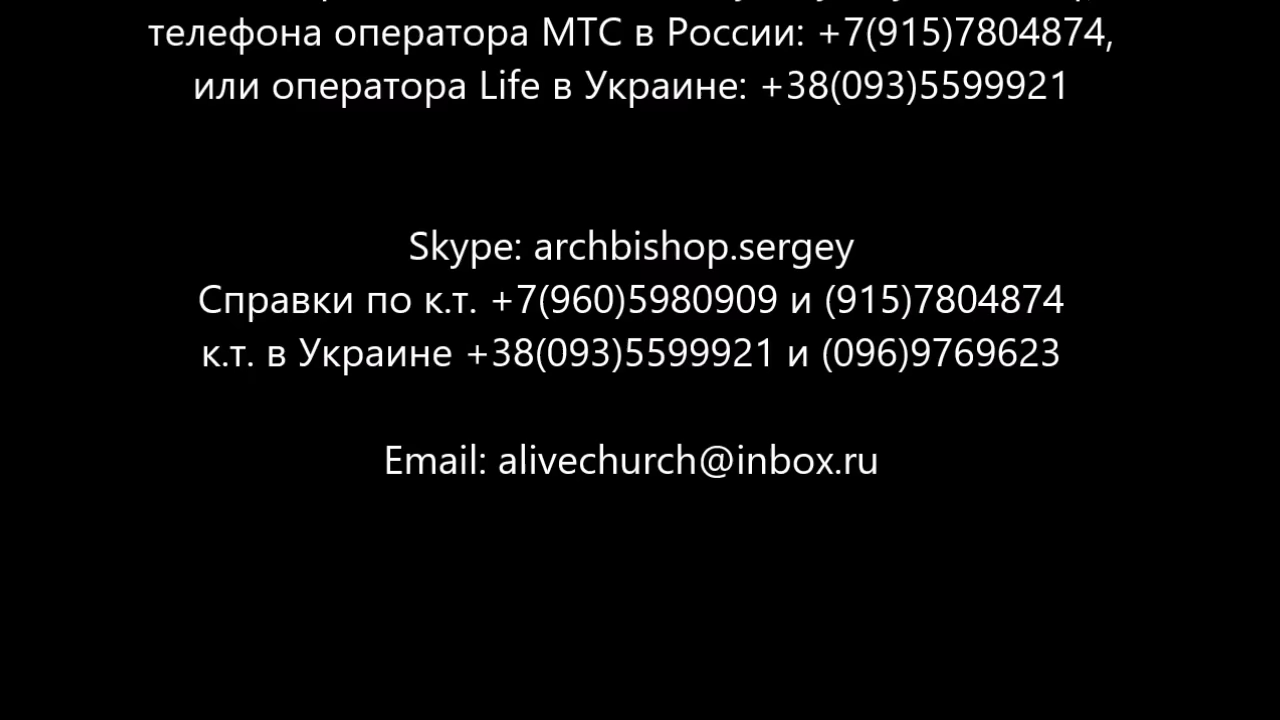 телефона оператора МТС в России: +7(915)7804874,
или оператора Life в Украине: +38(093)5599921
Skype: archbishop.sergey
Справки по к.т. +7(960)5980909 и (915)7804874
к.т. в Украине +38(093)5599921 и (096)9769623
Email: alivechurch@inbox.ru